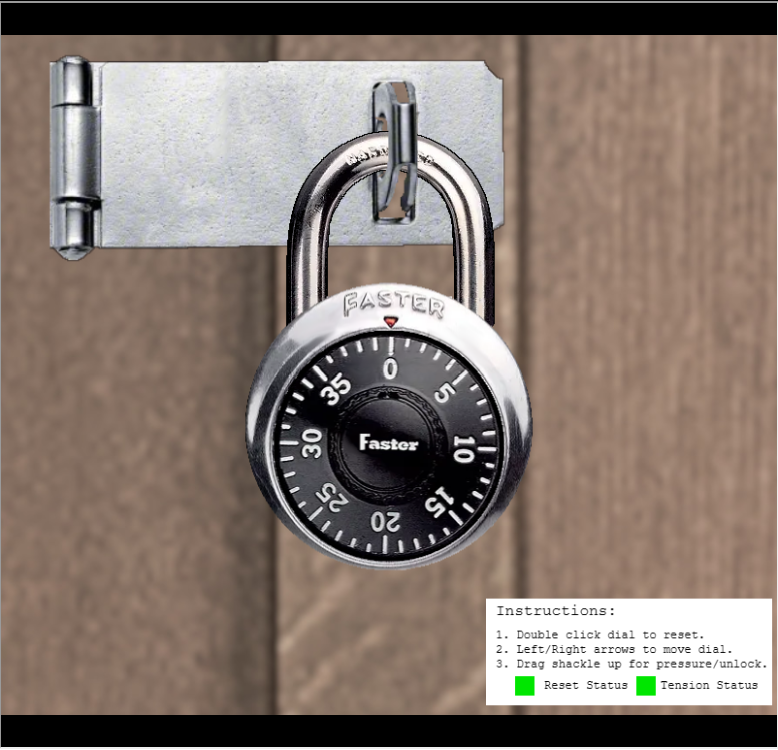 FASTER
0
5
10
15
20
25
30
35
Faster
Instructions:
1. Double click dial to reset.
2. Left/Right arrows to move dial.
3. Drag shackle up for pressure/unlock.
Reset Status Tension Status